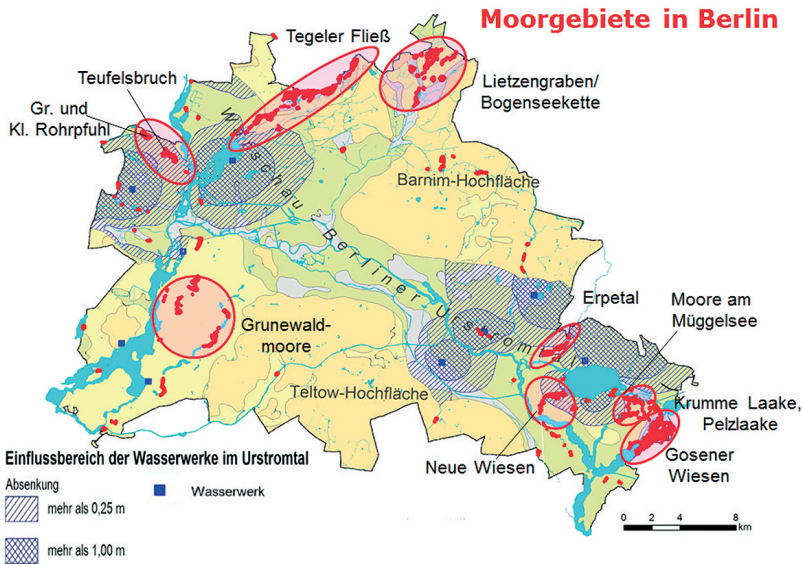 Moorgebiete in Berlin
Tegeler Fließ
Teufelsbruch
Gr. und
Kl. Rohrpfuhl
Lietzengraben/
Bogenseekette
Barnim-Hochfläche
Warschau - Berliner Urstromtal
Erpetal
Moore am
Müggelsee
Grunewald-
moore
Teltow-Hochfläche
Krumme Laake,
Pelzlaake
Neue Wiesen
Gosener
Wiesen
Einflussbereich der Wasserwerke im Urstromtal
Absenkung
mehr als 0,25 m
Wasserwerk
mehr als 1,00 m
0 2 4 8
km